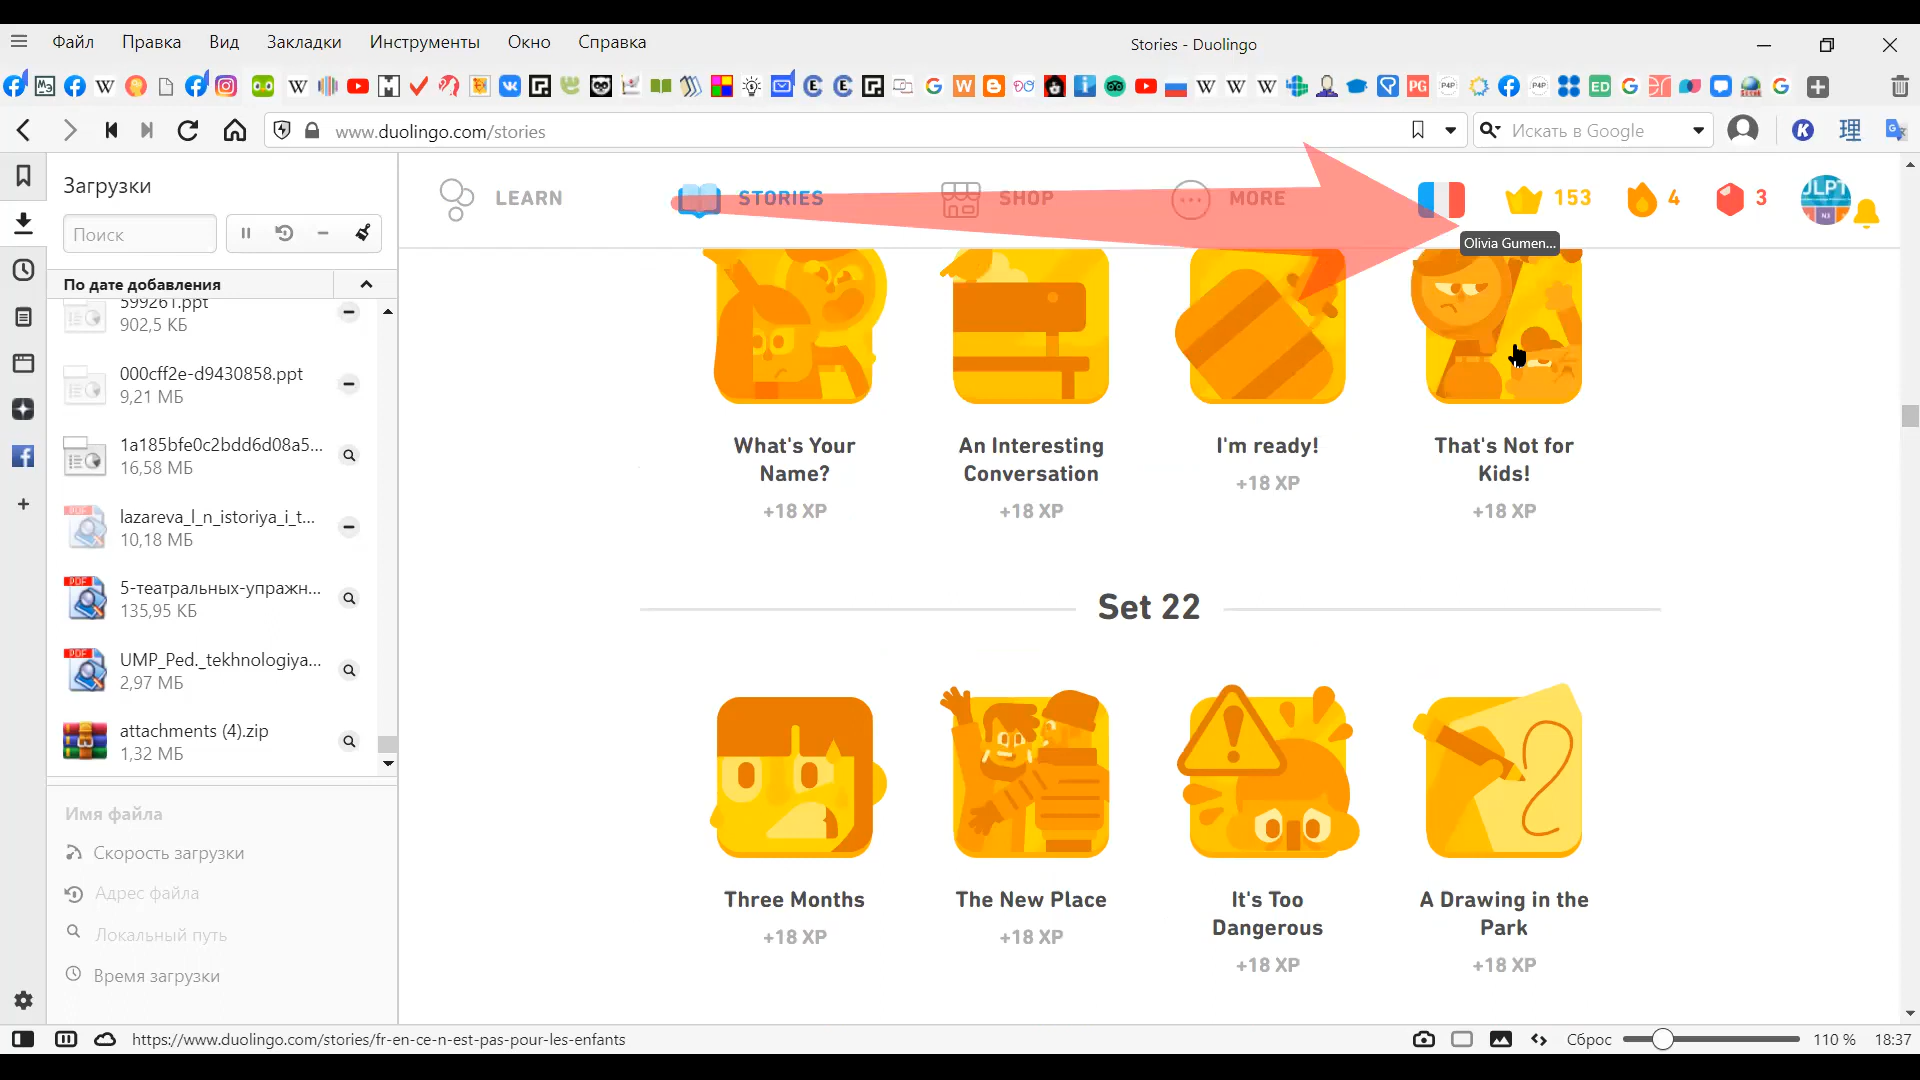 Файл Правка Вид Закладки Инструменты Окно Справка
Stories - Duolingo
www.duolingo.com/stories
Искать в Google
Загрузки
Поиск
По дате добавления
599261.ppt
902,5 КБ
000cff2e-d9430858.ppt
9,21 МБ
1a185bfe0c2bdd6d08a5...
16,58 МБ
lazareva_l_n_istoriya_i_t...
10,18 МБ
5-театральных-упражн...
135,95 КБ
UMP_Ped._tekhnologiya...
2,97 МБ
attachments (4).zip
1,32 МБ
Имя файла
Скорость загрузки
Адрес файла
Локальный путь
Время загрузки
LEARN STORIES SHOP MORE 153 4 3
JLPT
N3
Olivia Gumen...
What's Your
Name?
+18 XP
An Interesting
Conversation
+18 XP
I'm ready!
+18 XP
That's Not for
Kids!
+18 XP
Set 22
Three Months
+18 XP
The New Place
+18 XP
It's Too
Dangerous
+18 XP
A Drawing in the
Park
+18 XP
https://www.duolingo.com/stories/fr-en-ce-n-est-pas-pour-les-enfants
Сброс 110 % 18:37